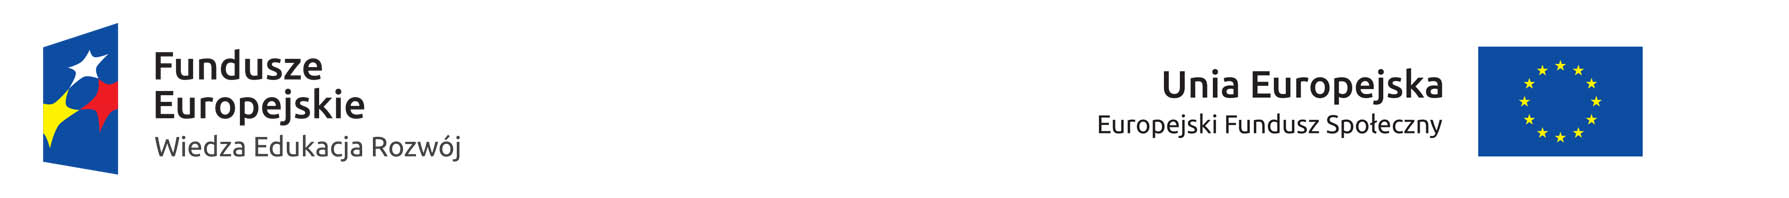 Fundusze
Europejskie
Wiedza Edukacja Rozwój
Unia Europejska
Europejski Fundusz Społeczny